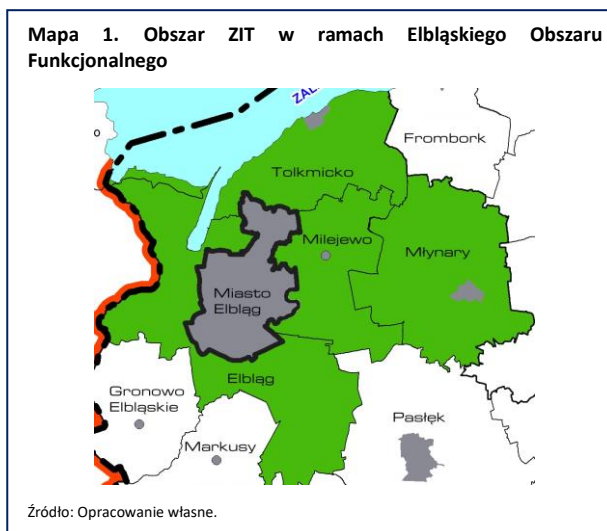 Mapa 1. Obszar ZIT w ramach Elbląskiego Obszaru
Funkcjonalnego
ZAL
Frombork
Tolkmicko
Milejewo
Młynary
Miasto
Elbląg
Elbląg
Gronowo
Elbląskie
Pasłęk
Markusy
Źródło: Opracowanie własne.